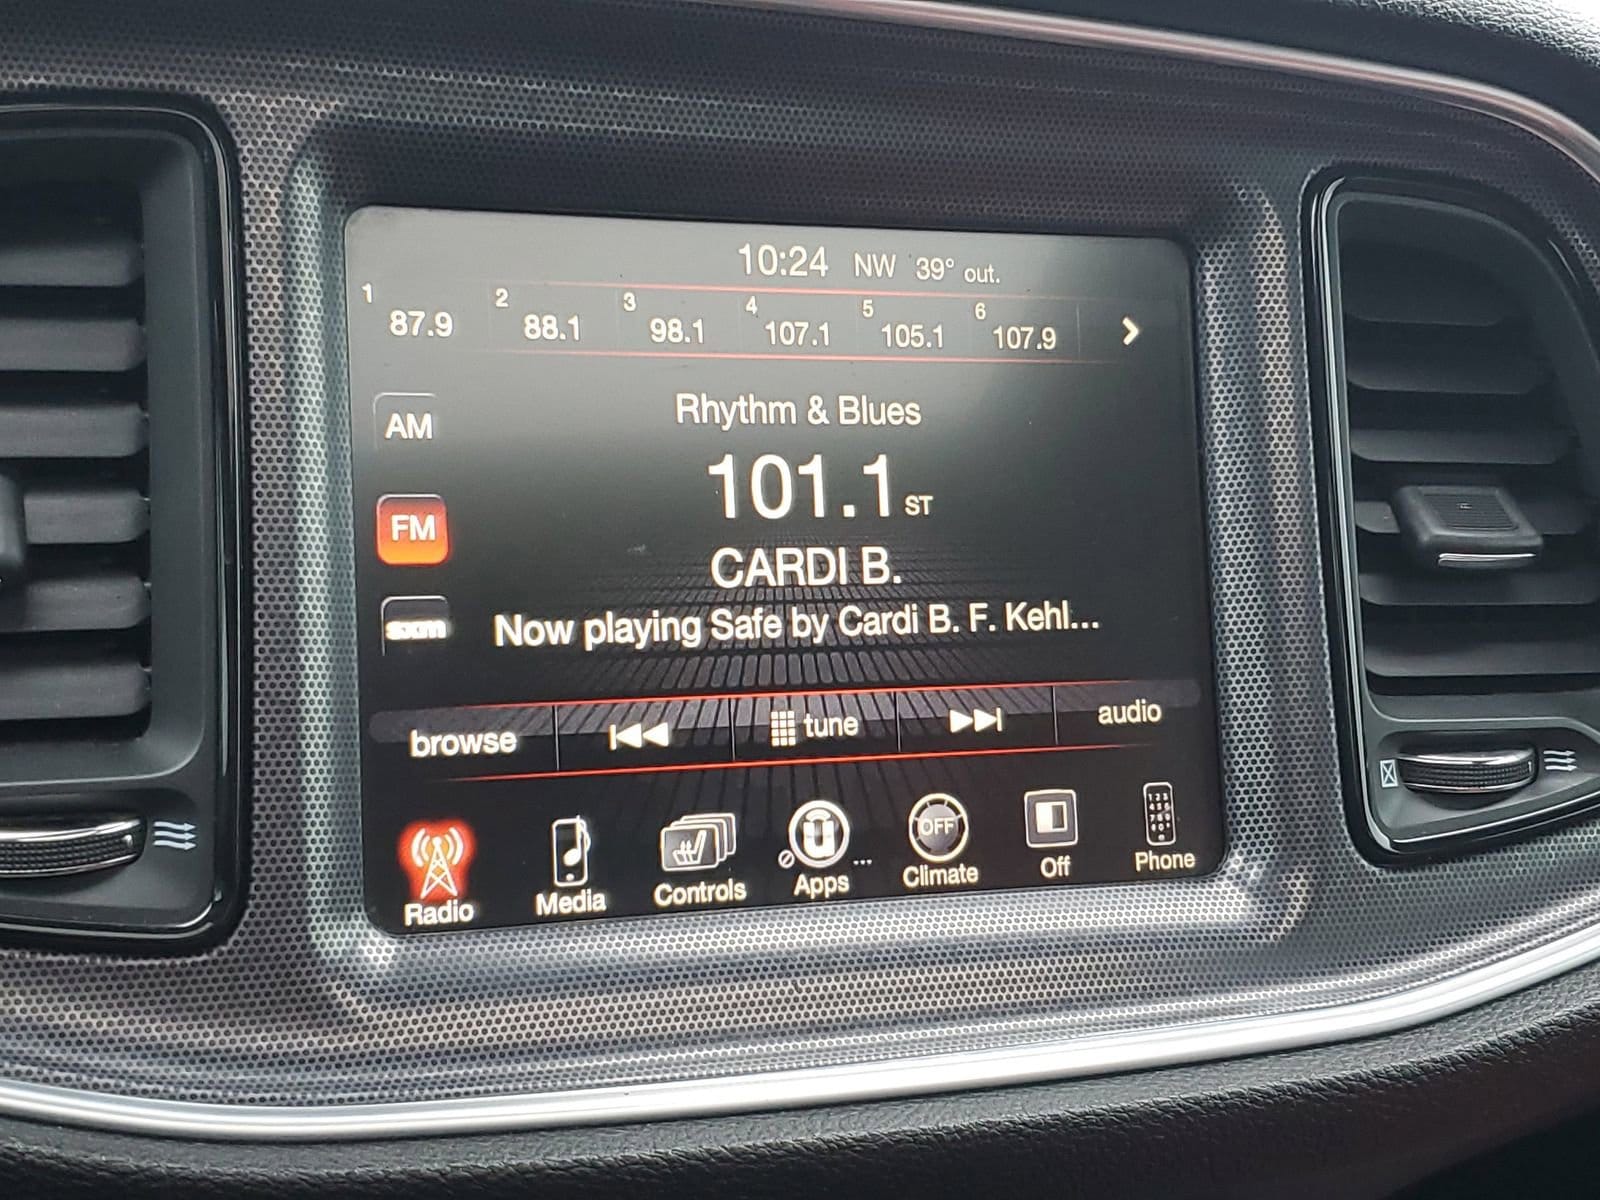 10:24 NW 39° out.
1 87.9 2 88.1 3 98.1 4 107.1 5 105.1 6 107.9
Rhythm & Blues
AM
101.1 ST
FM
CARDI B.
sxm
Now playing Safe by Cardi B. F. Kehl...
browse tune audio
OFF
Radio Media Controls Apps ... Climate Off Phone